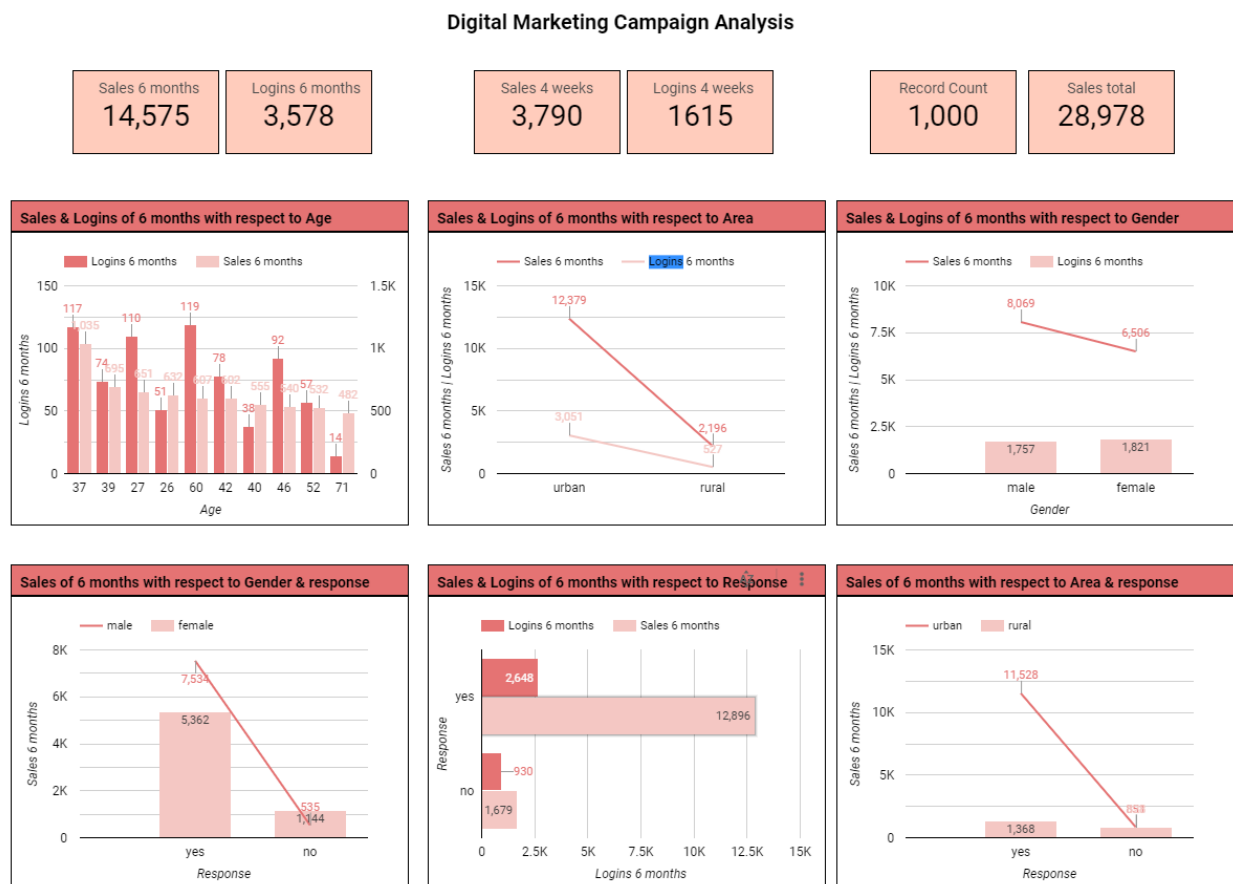 Digital Marketing Campaign Analysis
Sales 6 months
14,575
Logins 6 months
3,578
Sales 4 weeks
3,790
Logins 4 weeks
1615
Record Count
1,000
Sales total
28,978
Sales & Logins of 6 months with respect to Age
Logins 6 months Sales 6 months
150 1.5K
100 1K
50 500
0 0
117 74 110 51 119 78 38 92 57 14
1,035 695 651 632 607 602 555 540 532 482
37 39 27 26 60 42 40 46 52 71
Logins 6 months
Age
Sales & Logins of 6 months with respect to Area
Sales 6 months Logins 6 months
15K
10K
5K
0
12,379
2,196
3,051
527
urban rural
Sales 6 months | Logins 6 months
Sales & Logins of 6 months with respect to Gender
Sales 6 months Logins 6 months
10K
7.5K
5K
2.5K
0
8,069
6,506
1,757
1,821
male female
Sales 6 months | Logins 6 months
Gender
Sales of 6 months with respect to Gender & response
male female
8K
6K
4K
2K
0
7,534
5,362
535
1,144
yes no
Sales 6 months
Response
Sales & Logins of 6 months with respect to Response
Logins 6 months Sales 6 months
yes
2,648
12,896
no
930
1,679
0 2.5K 5K 7.5K 10K 12.5K 15K
Response
Logins 6 months
Sales of 6 months with respect to Area & response
urban rural
15K
10K
5K
0
11,528
1,368
yes no
Sales 6 months
Response